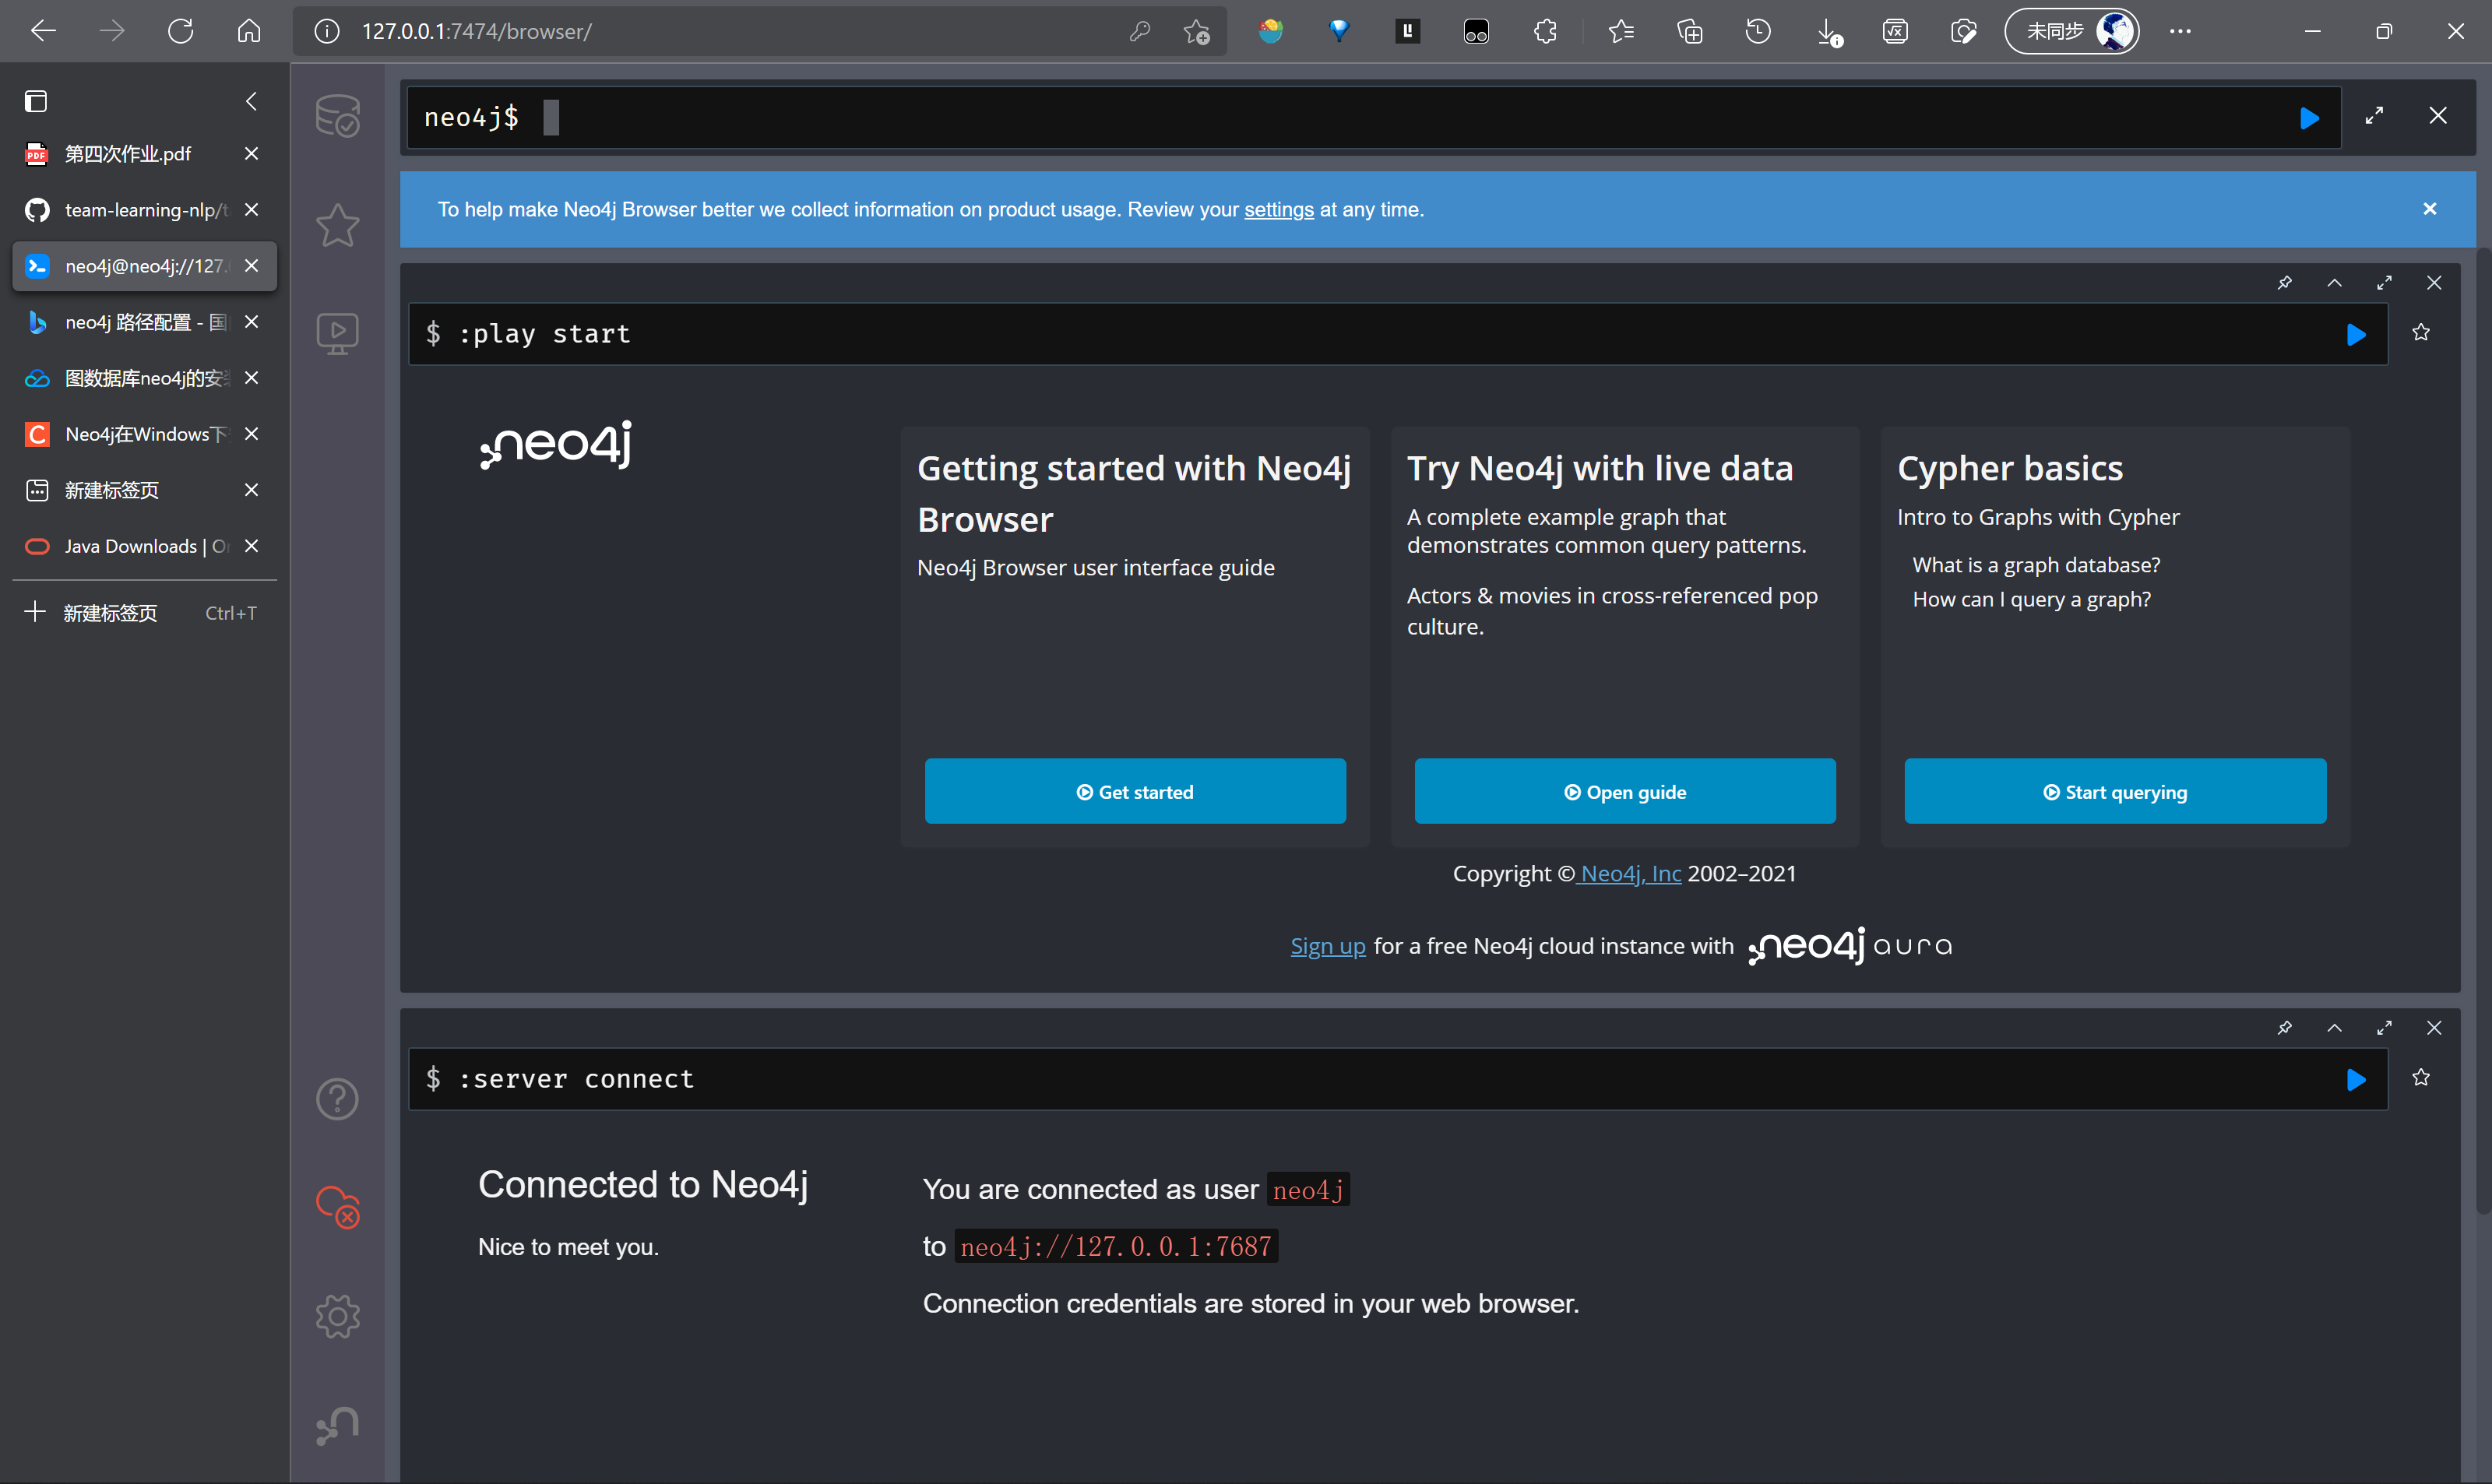 127.0.0.1:7474/browser/
未同步
第四次作业.pdf
team-learning-nlp/t
neo4j@neo4j://127.
neo4j 路径配置 - 国
图数据库neo4j的安
Neo4j在Windows下
新建标签页
Java Downloads | Or
新建标签页 Ctrl+T
neo4j$
To help make Neo4j Browser better we collect information on product usage. Review your settings at any time.
$ :play start
neo4j
Getting started with Neo4j
Browser
Neo4j Browser user interface guide
Get started
Try Neo4j with live data
A complete example graph that
demonstrates common query patterns.
Actors & movies in cross-referenced pop
culture.
Open guide
Cypher basics
Intro to Graphs with Cypher
What is a graph database?
How can I query a graph?
Start querying
Copyright © Neo4j, Inc 2002–2021
Sign up for a free Neo4j cloud instance with neo4j aura
$ :server connect
Connected to Neo4j
Nice to meet you.
You are connected as user neo4j
to neo4j://127.0.0.1:7687
Connection credentials are stored in your web browser.